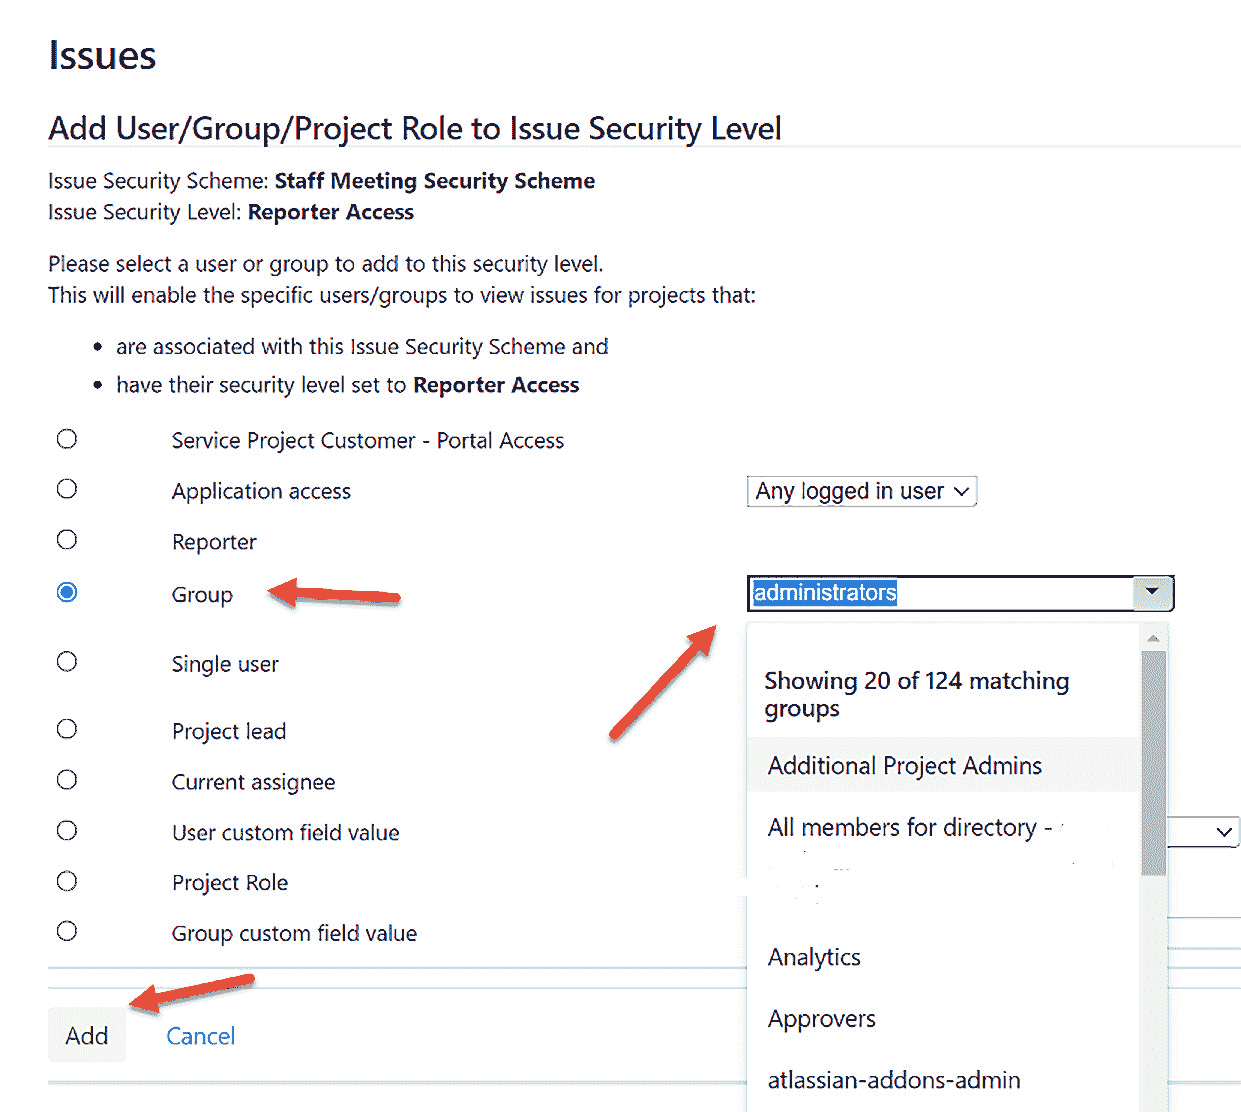 Issues
Add User/Group/Project Role to Issue Security Level
Issue Security Scheme: Staff Meeting Security Scheme
Issue Security Level: Reporter Access
Please select a user or group to add to this security level.
This will enable the specific users/groups to view issues for projects that:
are associated with this Issue Security Scheme and
have their security level set to Reporter Access
Service Project Customer - Portal Access
Application access
Any logged in user
Reporter
Group
administrators
Single user
Showing 20 of 124 matching
groups
Project lead
Additional Project Admins
Current assignee
User custom field value
All members for directory -
Project Role
Group custom field value
Analytics
Approvers
Add
Cancel
atlassian-addons-admin